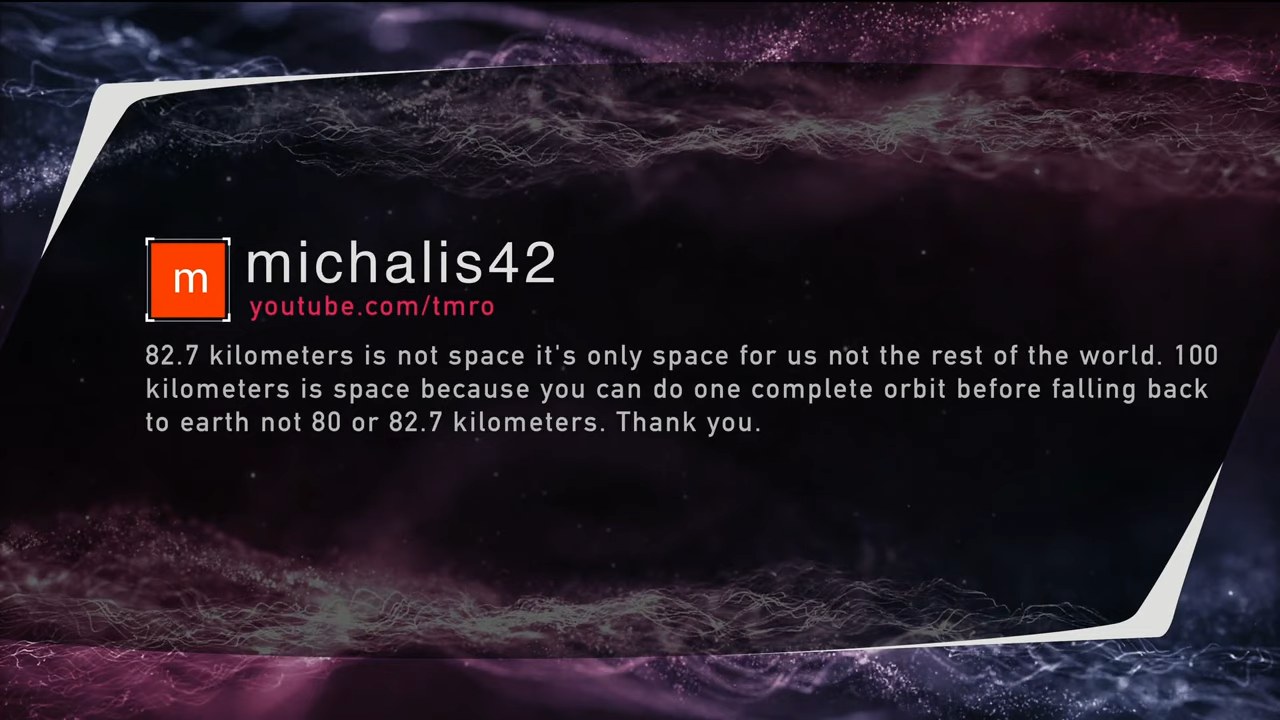 m
michalis42
youtube.com/tmro
82.7 kilometers is not space it's only space for us not the rest of the world. 100
kilometers is space because you can do one complete orbit before falling back
to earth not 80 or 82.7 kilometers. Thank you.